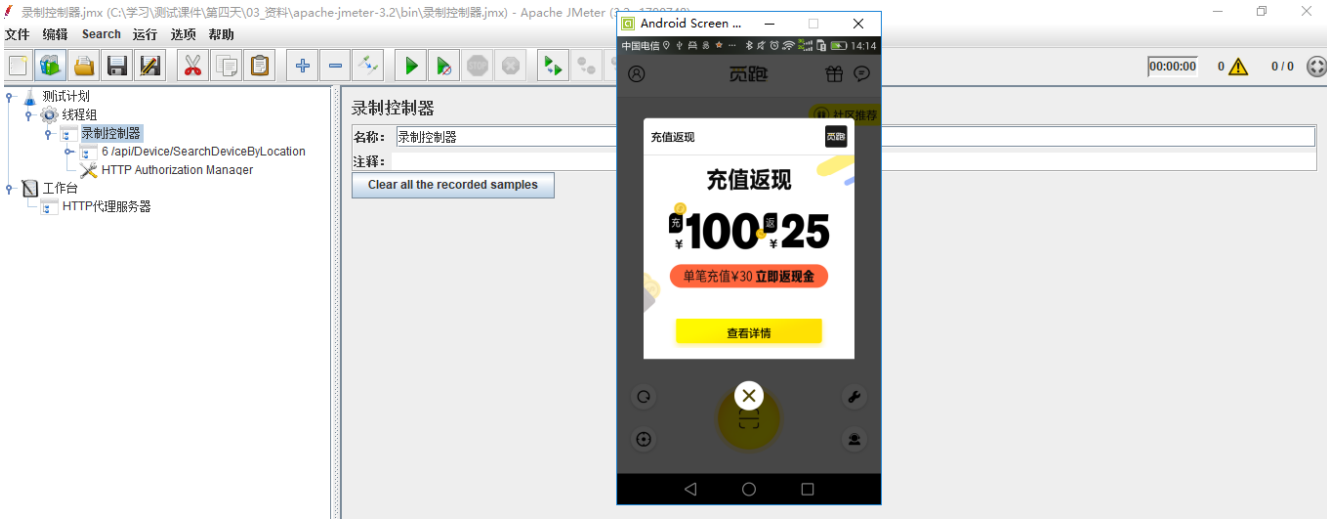 录制控制器.jmx (C:\学习\测试课件\第四天\03_资料\apache-jmeter-3.2\bin\录制控制器.jmx) - Apache JMeter (3.2
文件 编辑 Search 运行 选项 帮助
00:00:00 0 0 / 0
测试计划
线程组
录制控制器
6 /api/Device/SearchDeviceByLocation
HTTP Authorization Manager
工作台
HTTP代理服务器
录制控制器
名称: 录制控制器
注释:
Clear all the recorded samples
Android Screen ...
中国电信 14:14
觅跑
社区推荐
充值返现
觅跑
充值返现
充 ¥100 返 ¥25
单笔充值¥30 立即返现金
查看详情